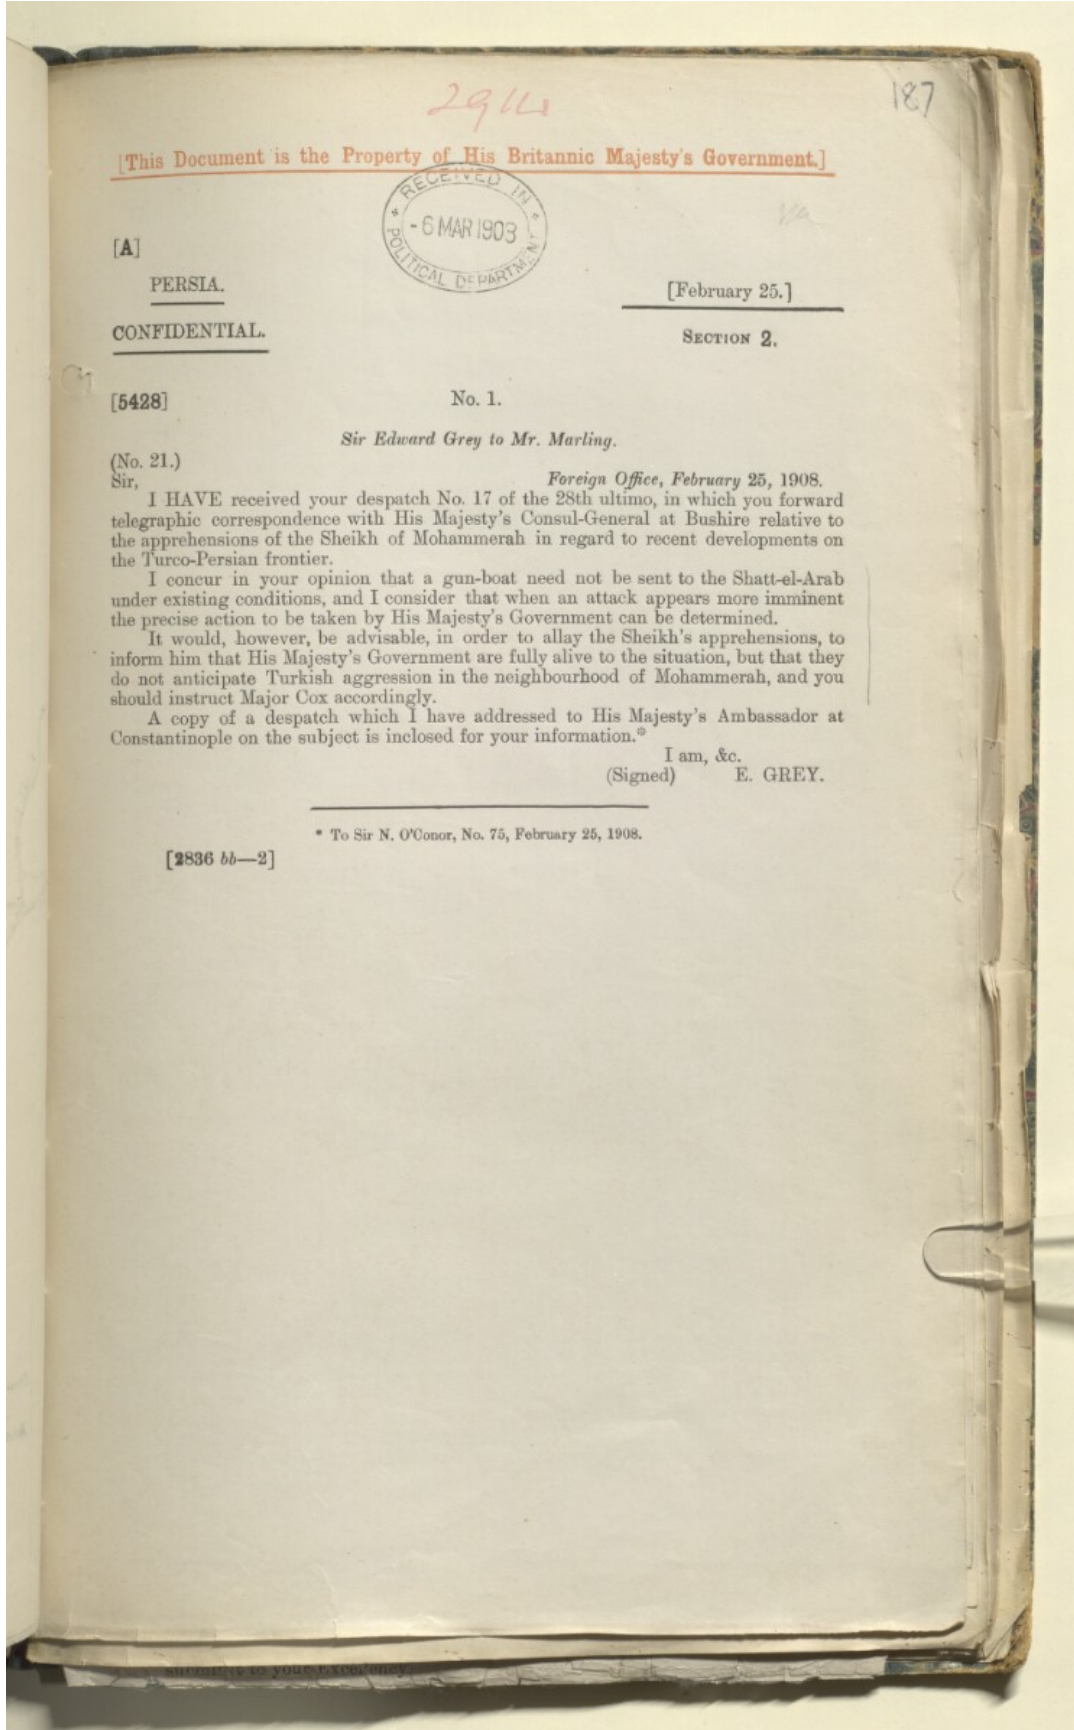 187
[This Document is the Property of His Britannic Majesty's Government.]
RECEIVED IN
-6 MAR 1908
POLITICAL DEPARTMENT
[A]
PERSIA.
[February 25.]
CONFIDENTIAL.
SECTION 2.
[5428]
No. 1.
Sir Edward Grey to Mr. Marling.
(No. 21.)
Sir,
Foreign Office, February 25, 1908.
I HAVE received your despatch No. 17 of the 28th ultimo, in which you forward
telegraphic correspondence with His Majesty's Consul-General at Bushire relative to
the apprehensions of the Sheikh of Mohammerah in regard to recent developments on
the Turco-Persian frontier.
I concur in your opinion that a gun-boat need not be sent to the Shatt-el-Arab
under existing conditions, and I consider that when an attack appears more imminent
the precise action to be taken by His Majesty's Government can be determined.
It would, however, be advisable, in order to allay the Sheikh's apprehensions, to
inform him that His Majesty's Government are fully alive to the situation, but that they
do not anticipate Turkish aggression in the neighbourhood of Mohammerah, and you
should instruct Major Cox accordingly.
A copy of a despatch which I have addressed to His Majesty's Ambassador at
Constantinople on the subject is inclosed for your information.*
I am, &c.
(Signed) E. GREY.
* To Sir N. O'Conor, No. 75, February 25, 1908.
[2836 bb—2]
to your Excellency